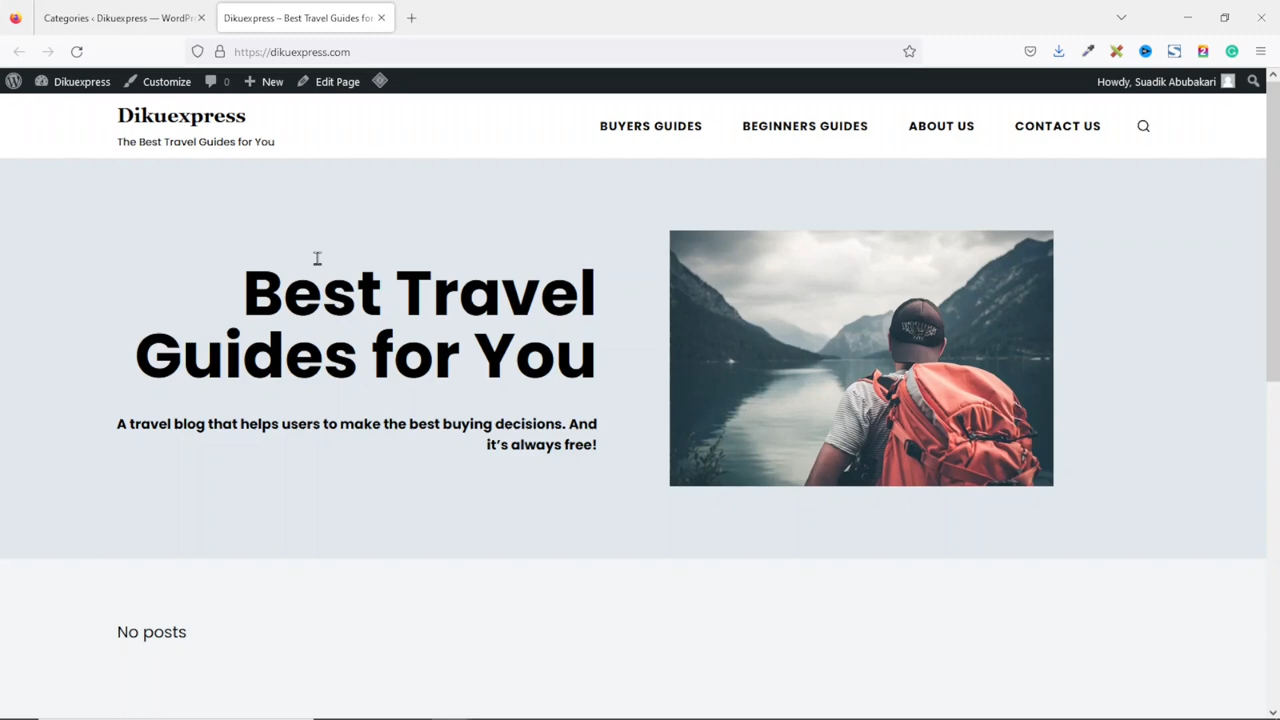 Categories ‹ Dikuexpress — WordPr
Dikuexpress – Best Travel Guides for
https://dikuexpress.com
Dikuexpress
Customize
0
New
Edit Page
Howdy, Suadik Abubakari
Dikuexpress
The Best Travel Guides for You
BUYERS GUIDES
BEGINNERS GUIDES
ABOUT US
CONTACT US
Best Travel
Guides for You
A travel blog that helps users to make the best buying decisions. And
it’s always free!
No posts